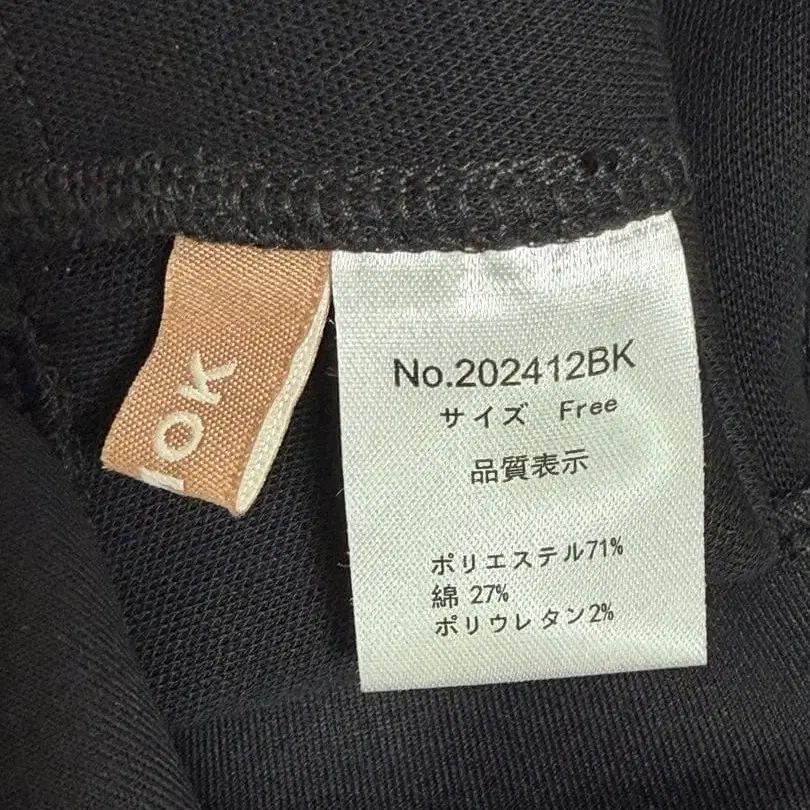 No.202412BK
サイズ Free
品質表示
ポリエステル71%
綿 27%
ポリウレタン2%
OK